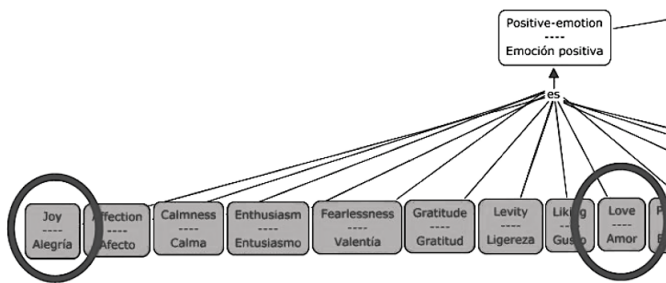 Positive-emotion
----
Emoción positiva
es
Joy
----
Alegría
Affection
----
Afecto
Calmness
----
Calma
Enthusiasm
----
Entusiasmo
Fearlessness
----
Valentía
Gratitude
----
Gratitud
Levity
----
Ligereza
Liking
----
Gusto
Love
----
Amor